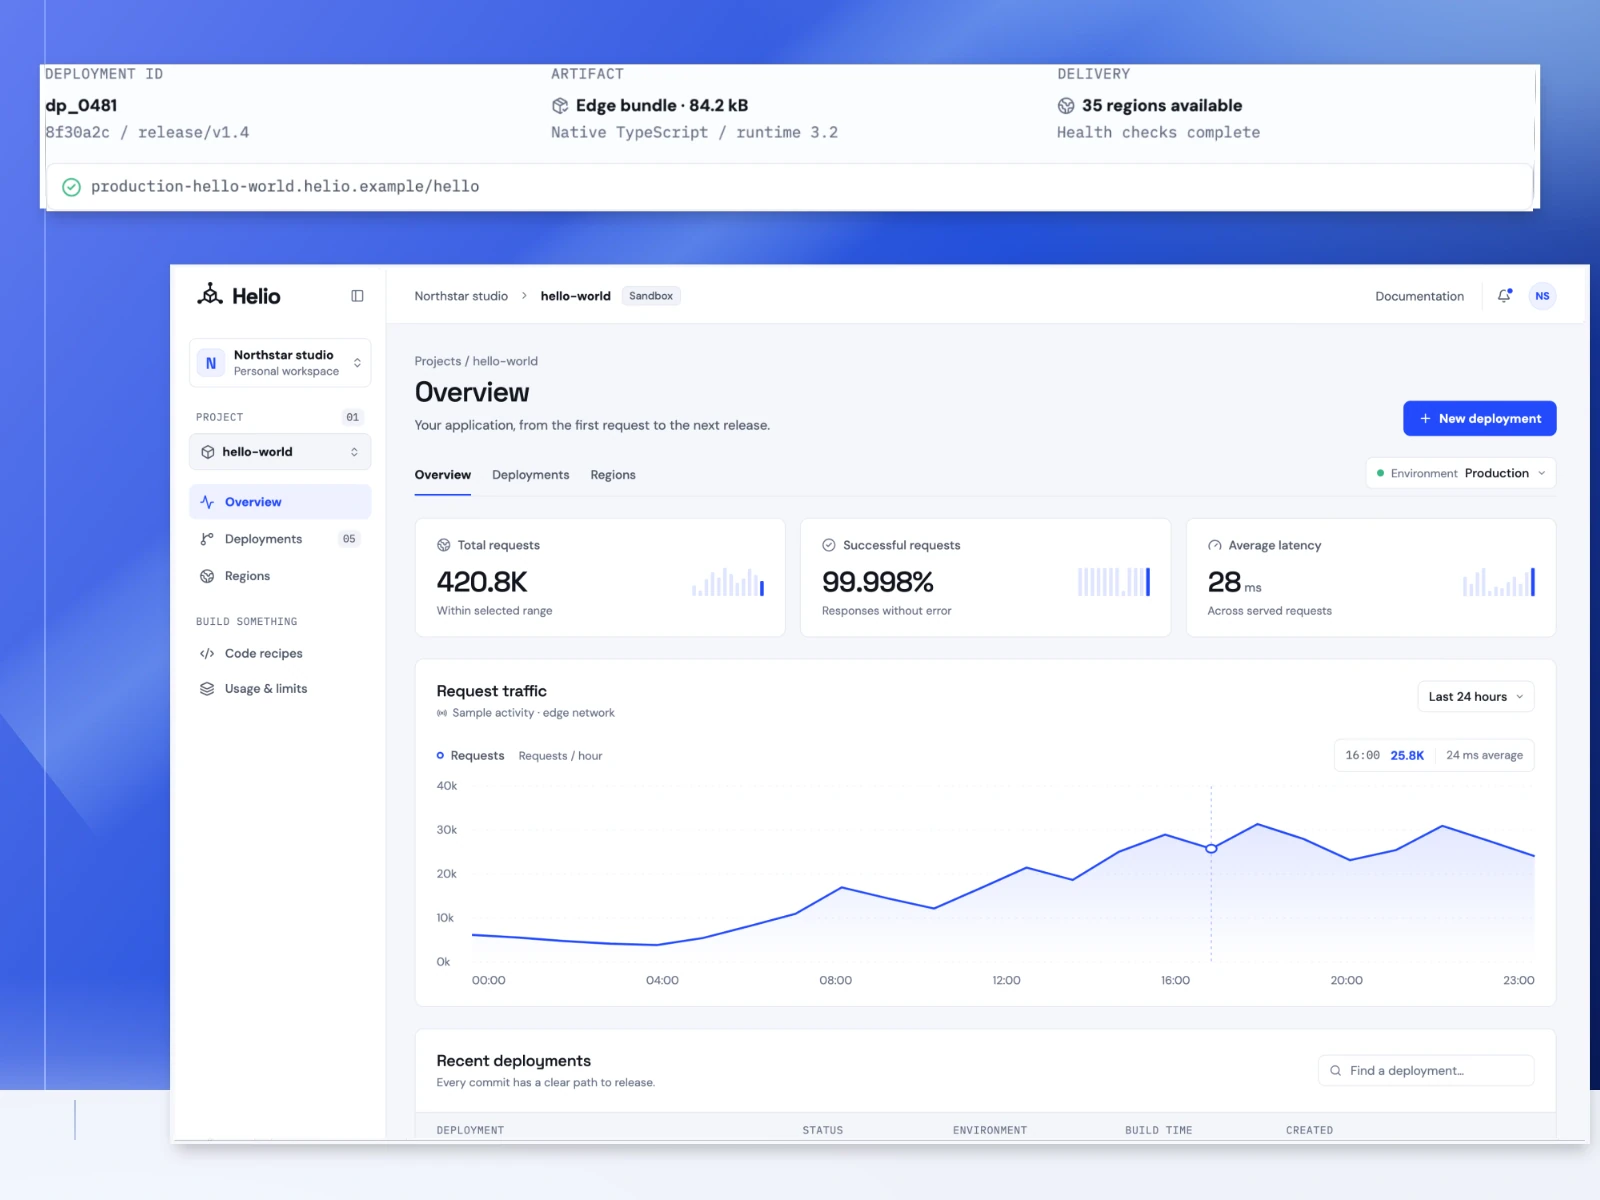 DEPLOYMENT ID
dp_0481
8f30a2c / release/v1.4
ARTIFACT
Edge bundle · 84.2 kB
Native TypeScript / runtime 3.2
DELIVERY
35 regions available
Health checks complete
production-hello-world.helio.example/hello
Helio
N
Northstar studio
Personal workspace
PROJECT
01
hello-world
Overview
Deployments
05
Regions
BUILD SOMETHING
Code recipes
Usage & limits
Northstar studio > hello-world Sandbox
Documentation
NS
Projects / hello-world
Overview
Your application, from the first request to the next release.
+ New deployment
Overview Deployments Regions
Environment Production
Total requests
420.8K
Within selected range
Successful requests
99.998%
Responses without error
Average latency
28 ms
Across served requests
Request traffic
Sample activity · edge network
Last 24 hours
Requests Requests / hour
16:00 25.8K 24 ms average
40k
30k
20k
10k
0k
00:00 04:00 08:00 12:00 16:00 20:00 23:00
Recent deployments
Every commit has a clear path to release.
Find a deployment...
DEPLOYMENT STATUS ENVIRONMENT BUILD TIME CREATED